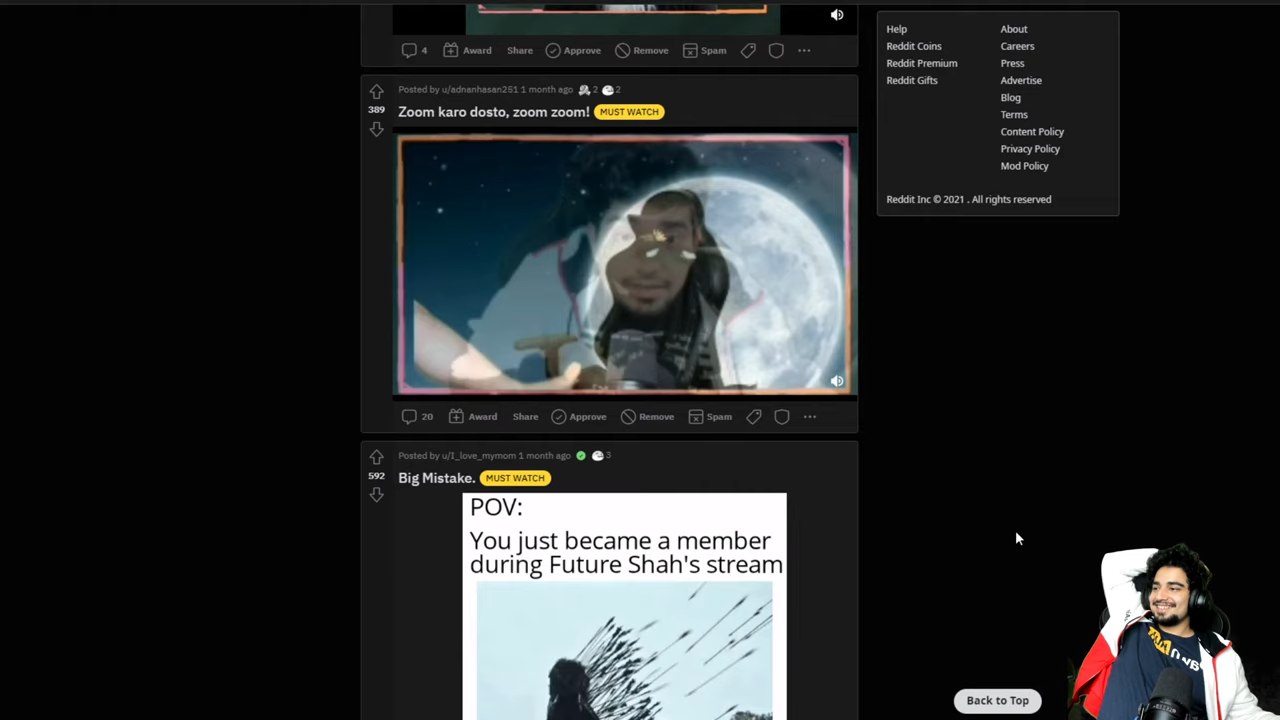 4 Award Share Approve Remove Spam
Help About
Reddit Coins Careers
Reddit Premium Press
Reddit Gifts Advertise
Blog
Terms
Content Policy
Privacy Policy
Mod Policy
Reddit Inc © 2021 . All rights reserved
Posted by u/adnanhasan251 1 month ago 2 2
389
Zoom karo dosto, zoom zoom! MUST WATCH
20 Award Share Approve Remove Spam
Posted by u/I_love_mymom 1 month ago 3
592
Big Mistake. MUST WATCH
POV:
You just became a member
during Future Shah's stream
Back to Top